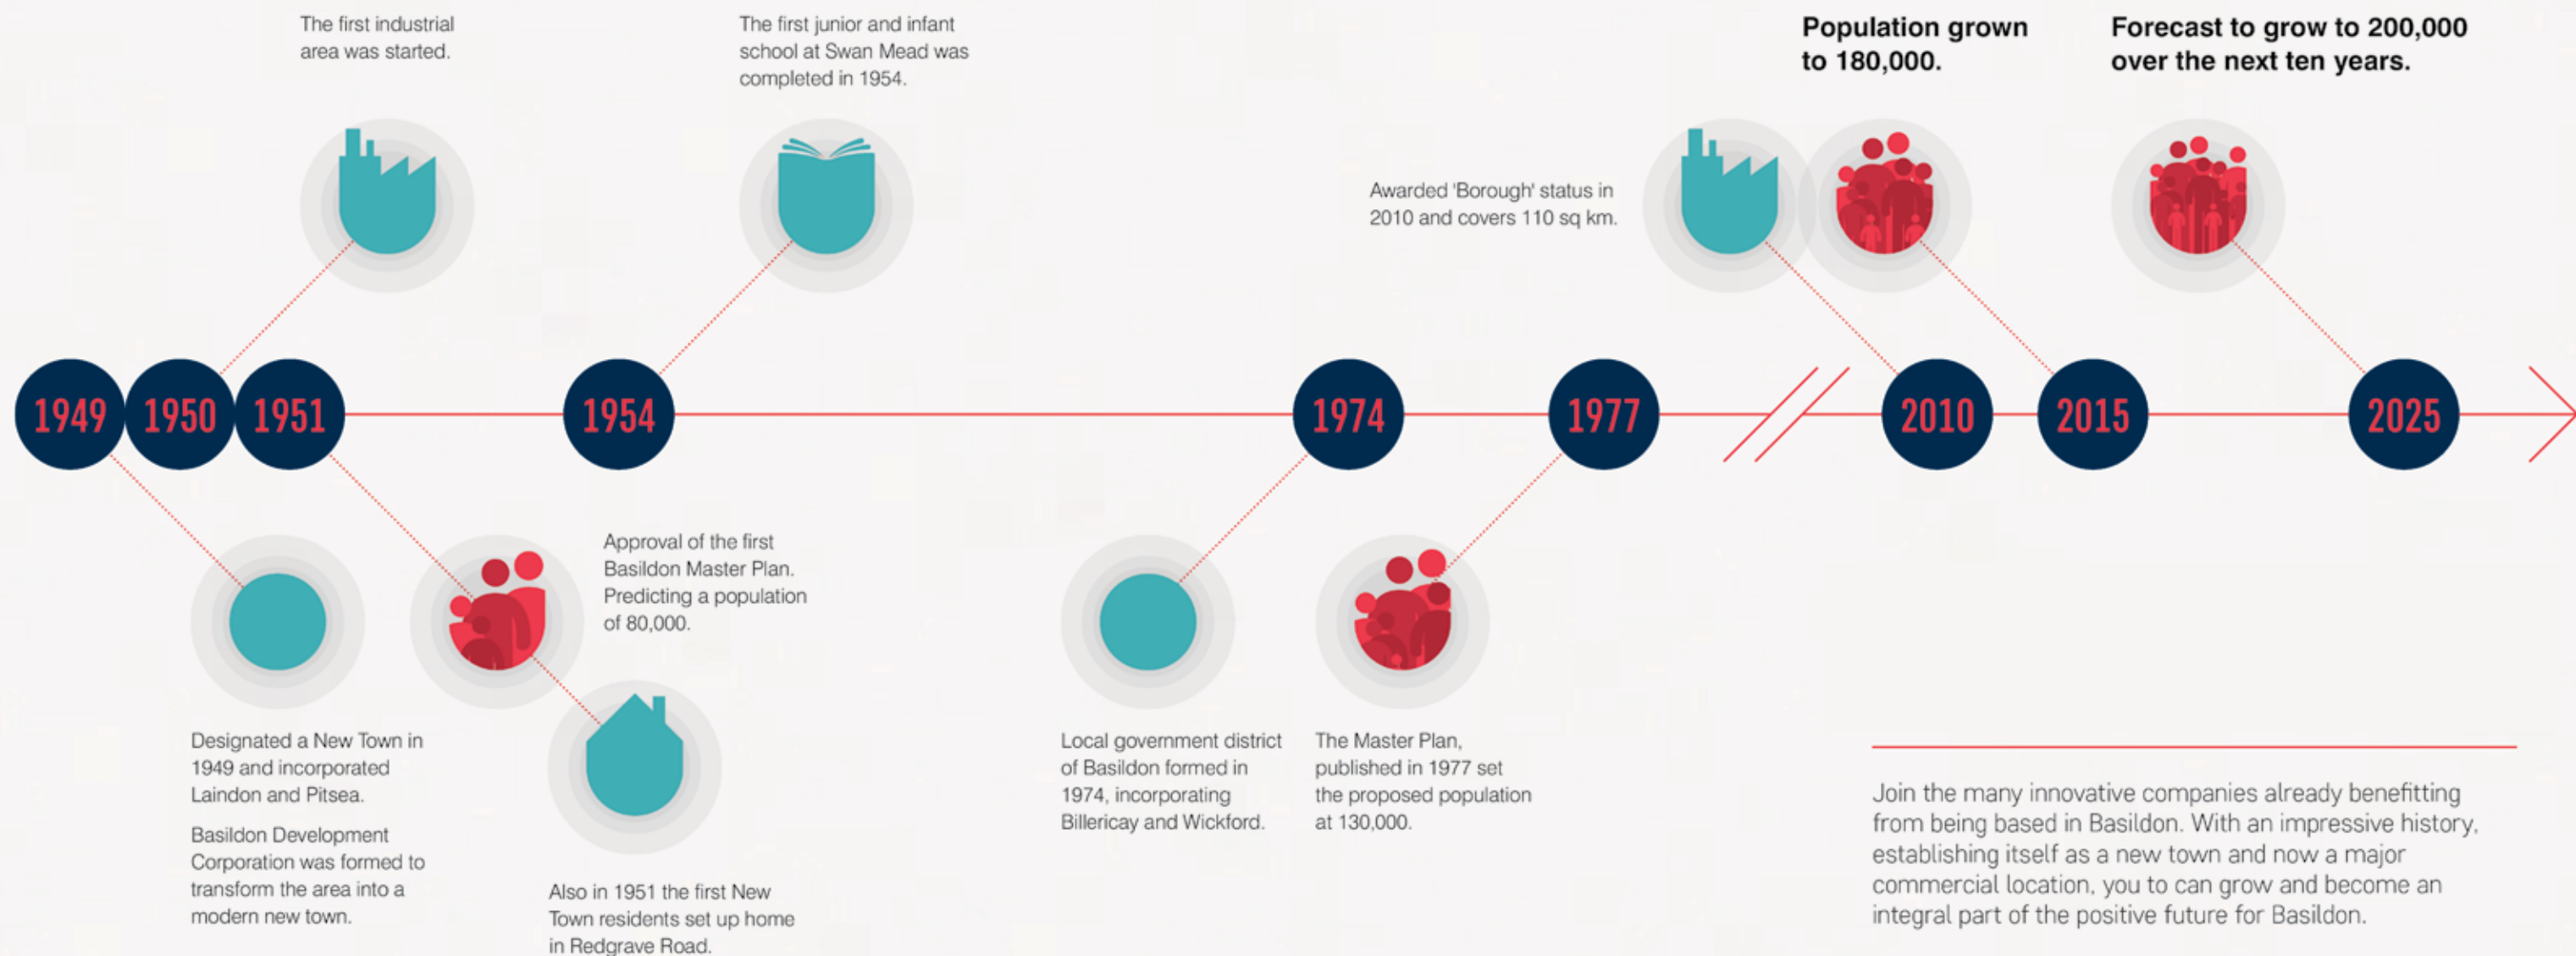 The first industrial
area was started.
The first junior and infant
school at Swan Mead was
completed in 1954.
Population grown
to 180,000.
Forecast to grow to 200,000
over the next ten years.
Awarded 'Borough' status in
2010 and covers 110 sq km.
1949
1950
1951
1954
1974
1977
2010
2015
2025
Approval of the first
Basildon Master Plan.
Predicting a population
of 80,000.
Designated a New Town in
1949 and incorporated
Laindon and Pitsea.
Basildon Development
Corporation was formed to
transform the area into a
modern new town.
Also in 1951 the first New
Town residents set up home
in Redgrave Road.
Local government district
of Basildon formed in
1974, incorporating
Billericay and Wickford.
The Master Plan,
published in 1977 set
the proposed population
at 130,000.
Join the many innovative companies already benefitting
from being based in Basildon. With an impressive history,
establishing itself as a new town and now a major
commercial location, you to can grow and become an
integral part of the positive future for Basildon.